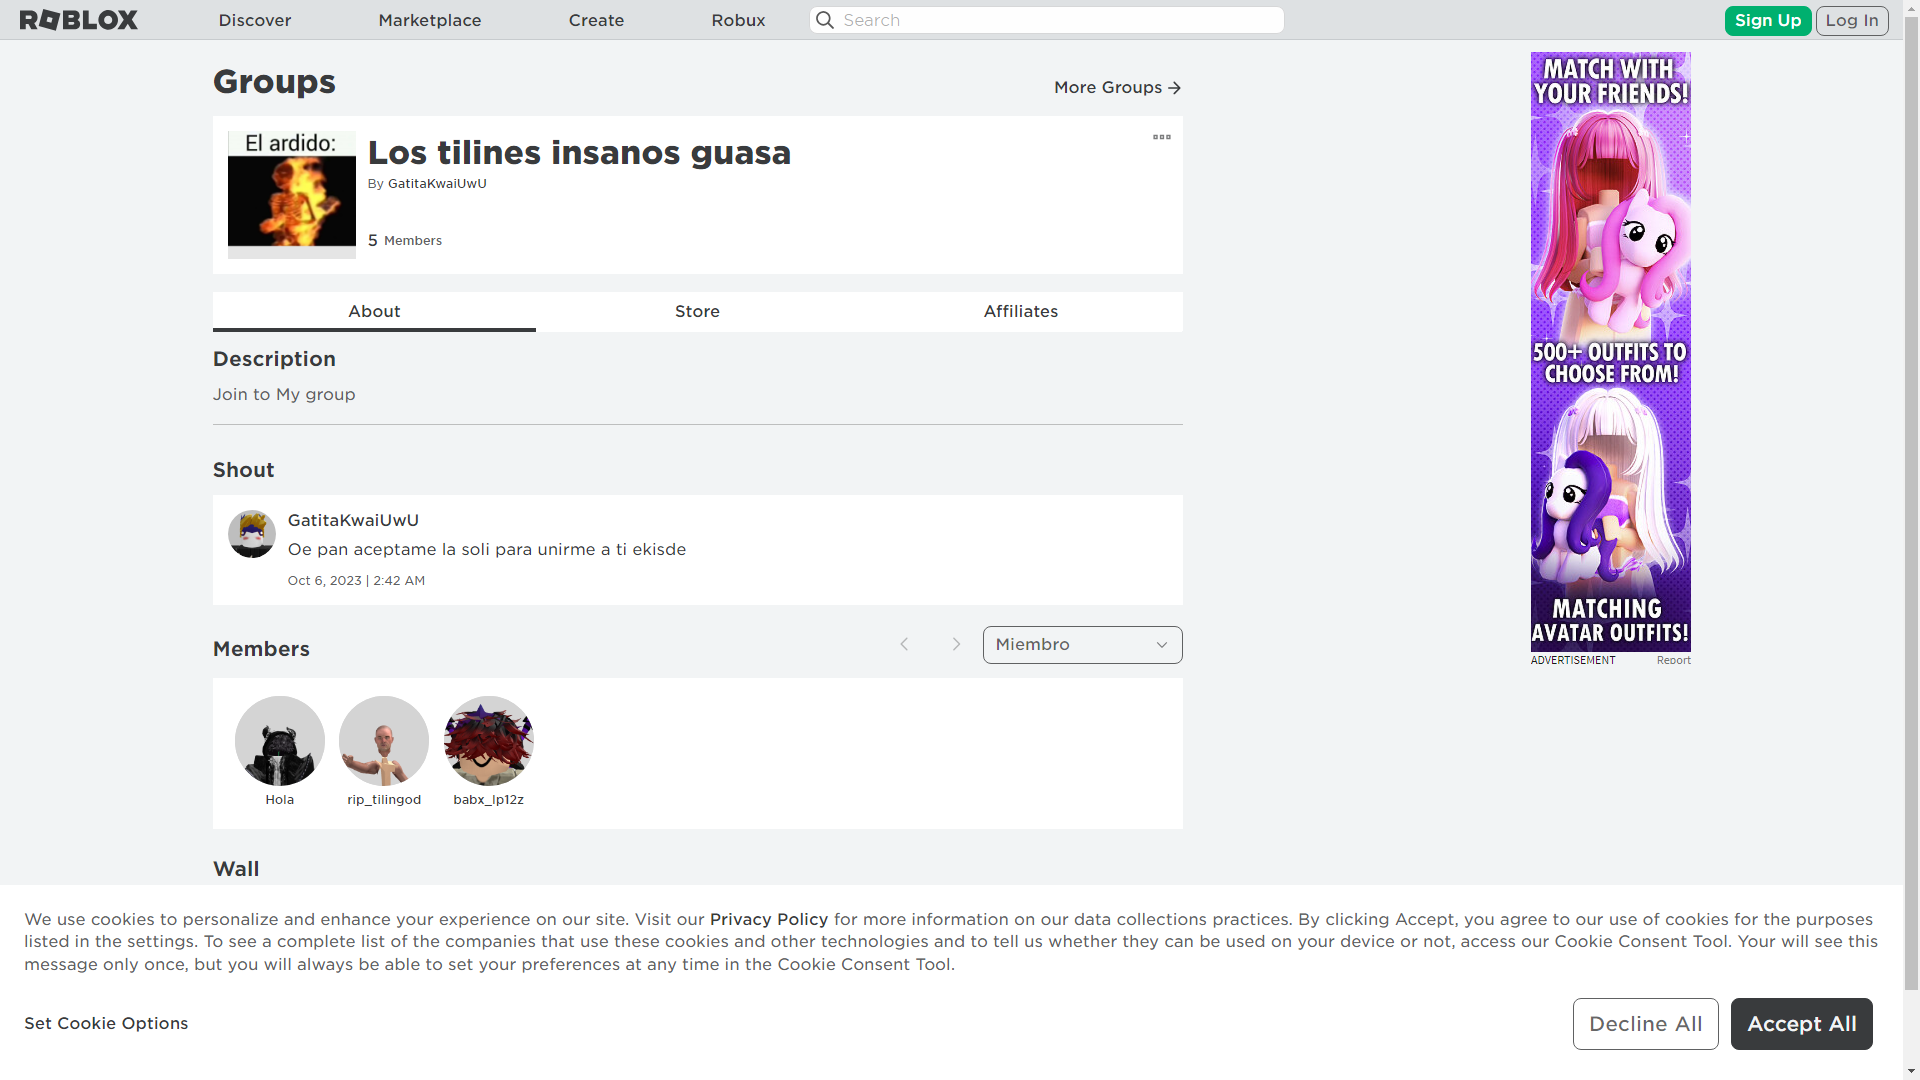 ROBLOX
Discover
Marketplace
Create
Robux
Search
Sign Up
Log In
Groups
More Groups
El ardido:
Los tilines insanos guasa
By GatitaKwaiUwU
5 Members
About
Store
Affiliates
Description
Join to My group
Shout
GatitaKwaiUwU
Oe pan aceptame la soli para unirme a ti ekisde
Oct 6, 2023 | 2:42 AM
Members
Miembro
Hola
rip_tilingod
babx_lp12z
Wall
MATCH WITH
YOUR FRIENDS!
500+ OUTFITS TO
CHOOSE FROM!
MATCHING
AVATAR OUTFITS!
ADVERTISEMENT
Report
We use cookies to personalize and enhance your experience on our site. Visit our Privacy Policy for more information on our data collections practices. By clicking Accept, you agree to our use of cookies for the purposes
listed in the settings. To see a complete list of the companies that use these cookies and other technologies and to tell us whether they can be used on your device or not, access our Cookie Consent Tool. Your will see this
message only once, but you will always be able to set your preferences at any time in the Cookie Consent Tool.
Set Cookie Options
Decline All
Accept All